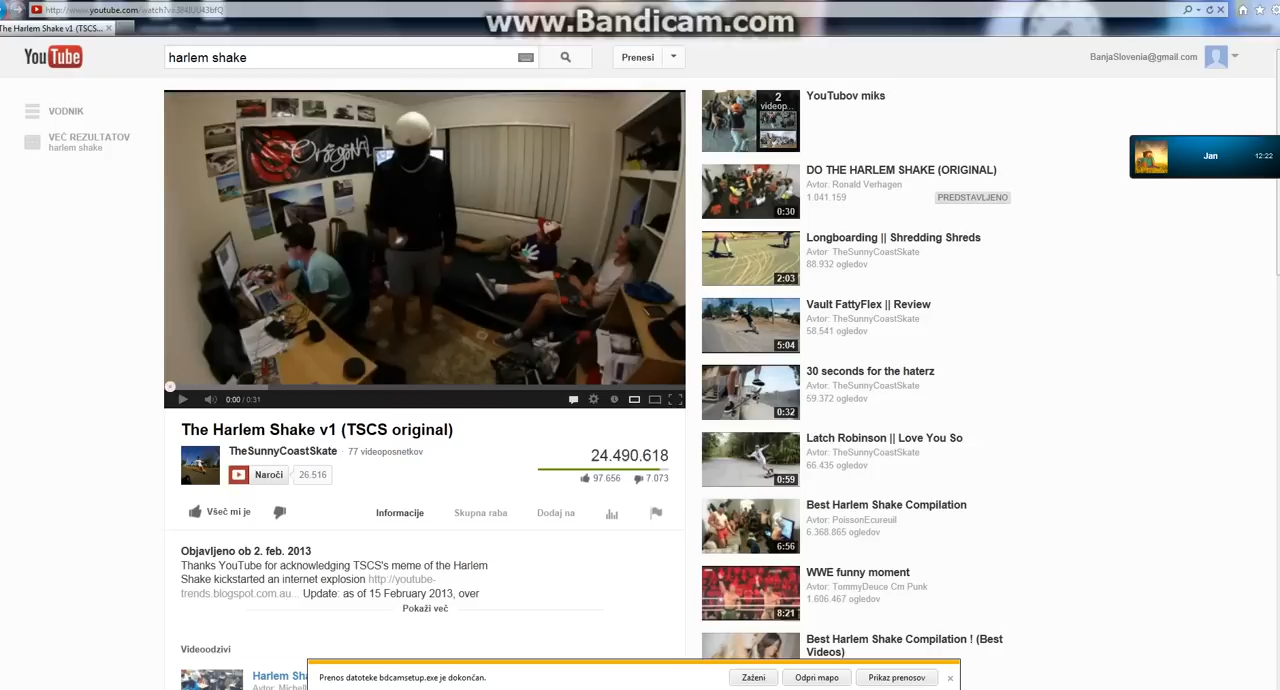 www.Bandicam.com
The Harlem Shake v1 (TSCS...
YouTube
harlem shake
Prenesi
BanjaSlovenia@gmail.com
VODNIK
VEČ REZULTATOV
harlem shake
Original
0:00 / 0:31
The Harlem Shake v1 (TSCS original)
TheSunnyCoastSkate · 77 videoposnetkov
Naroči
26.516
24.490.618
97.656
7.073
Všeč mi je
Informacije
Skupna raba
Dodaj na
Objavljeno ob 2. feb. 2013
Thanks YouTube for acknowledging TSCS's meme of the Harlem
Shake kickstarted an internet explosion http://youtube-
trends.blogspot.com.au... Update: as of 15 February 2013, over
Pokaži več
Videoodzivi
Harlem Sha
Avtor: Michell
2
videop...
YouTubov miks
0:30
DO THE HARLEM SHAKE (ORIGINAL)
Avtor: Ronald Verhagen
1.041.159
PREDSTAVLJENO
2:03
Longboarding || Shredding Shreds
Avtor: TheSunnyCoastSkate
88.932 ogledov
5:04
Vault FattyFlex || Review
Avtor: TheSunnyCoastSkate
58.541 ogledov
0:32
30 seconds for the haterz
Avtor: TheSunnyCoastSkate
59.372 ogledov
0:59
Latch Robinson || Love You So
Avtor: TheSunnyCoastSkate
66.435 ogledov
6:56
Best Harlem Shake Compilation
Avtor: PoissonEcureuil
6.368.865 ogledov
8:21
WWE funny moment
Avtor: TommyDeuce Cm Punk
1.606.467 ogledov
Best Harlem Shake Compilation ! (Best
Videos)
Jan
12:22
Prenos datoteke bdcamsetup.exe je dokončan.
Zaženi
Odpri mapo
Prikaz prenosov